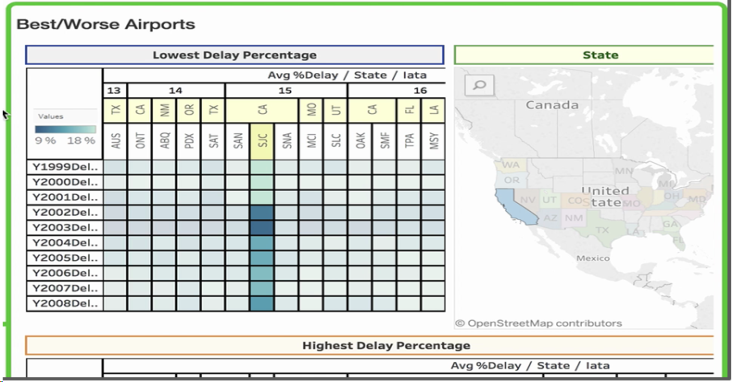 Best/Worse Airports
Lowest Delay Percentage
State
Avg %Delay / State / Iata
13 14 15 16
TX CA NM OR TX CA MO UT CA FL LA
AUS ONT ABQ PDX SAT SAN SJC SNA MCI SLC OAK SMF TPA MSY
Values
9 % 18 %
Y1999Del..
Y2000Del..
Y2001Del..
Y2002Del..
Y2003Del..
Y2004Del..
Y2005Del..
Y2006Del..
Y2007Del..
Y2008Del..
Canada
WA
OR
MN
MI
United
States
NV UT CO MO OH MD
AZ NM
TX LA GA
Mexico
© OpenStreetMap contributors
Highest Delay Percentage
Avg %Delay / State / Iata